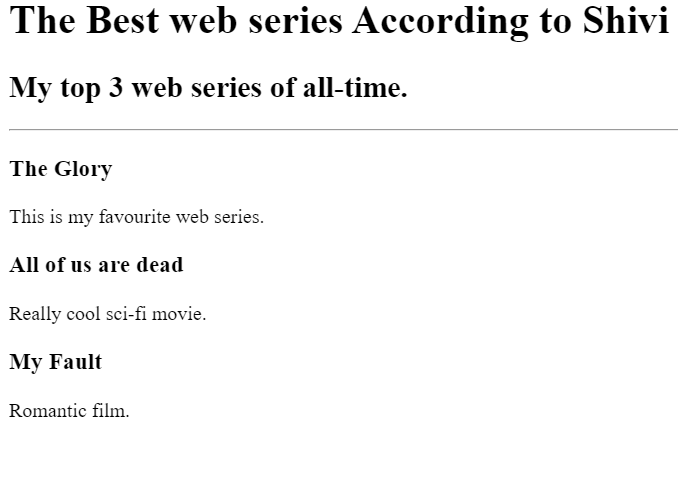 The Best web series According to Shivi
My top 3 web series of all-time.
The Glory
This is my favourite web series.
All of us are dead
Really cool sci-fi movie.
My Fault
Romantic film.